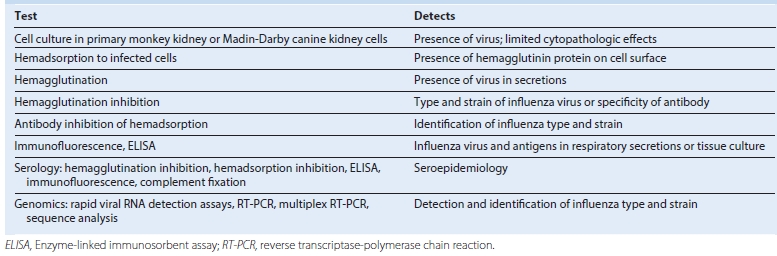 Test Detects
Cell culture in primary monkey kidney or Madin-Darby canine kidney cells Presence of virus; limited cytopathologic effects
Hemadsorption to infected cells Presence of hemagglutinin protein on cell surface
Hemagglutination Presence of virus in secretions
Hemagglutination inhibition Type and strain of influenza virus or specificity of antibody
Antibody inhibition of hemadsorption Identification of influenza type and strain
Immunofluorescence, ELISA Influenza virus and antigens in respiratory secretions or tissue culture
Serology: hemagglutination inhibition, hemadsorption inhibition, ELISA, Seroepidemiology
immunofluorescence, complement fixation
Genomics: rapid viral RNA detection assays, RT-PCR, multiplex RT-PCR, Detection and identification of influenza type and strain
sequence analysis
ELISA, Enzyme-linked immunosorbent assay; RT-PCR, reverse transcriptase-polymerase chain reaction.